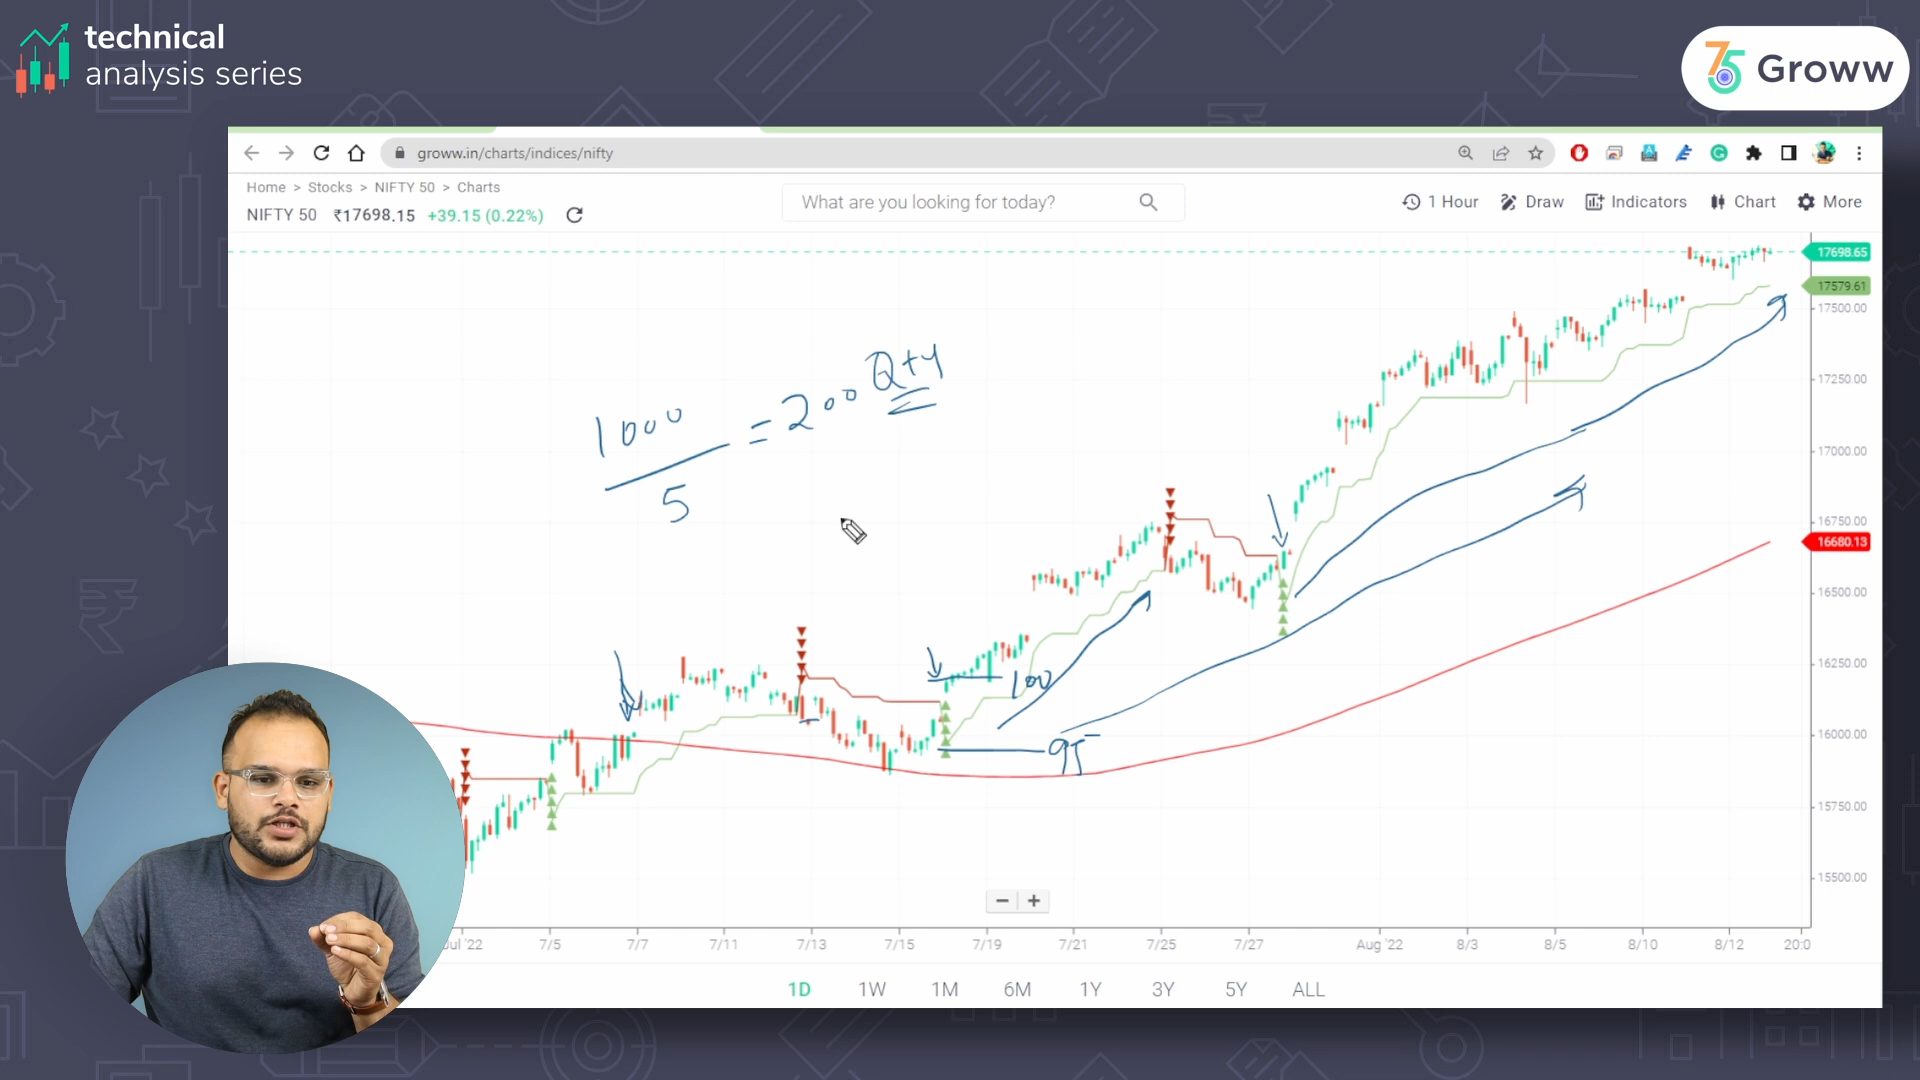 technical
analysis series
75 Groww
groww.in/charts/indices/nifty
Home > Stocks > NIFTY 50 > Charts
NIFTY 50 ₹17698.15 +39.15 (0.22%)
What are you looking for today?
1 Hour Draw Indicators Chart More
17698.65
17579.61
17500.00
17250.00
17000.00
16750.00
16680.13
16500.00
16250.00
16000.00
15750.00
15500.00
1000
5
= 200 Qty
100
95
− +
Jul '22 7/5 7/7 7/11 7/13 7/15 7/19 7/21 7/25 7/27 Aug '22 8/3 8/5 8/10 8/12 20:0
1D 1W 1M 6M 1Y 3Y 5Y ALL